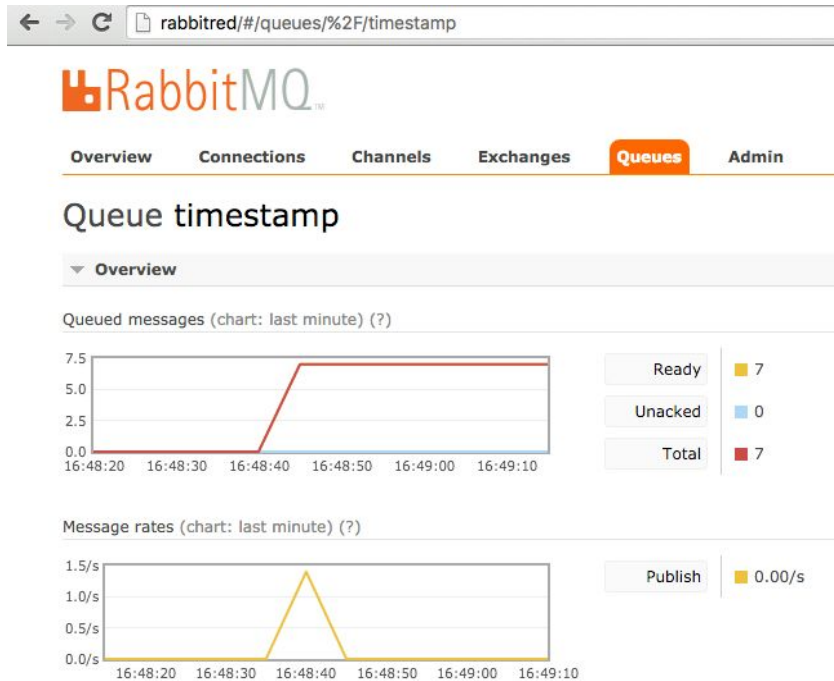 rabbitred/#/queues/%2F/timestamp
RabbitMQ TM
Overview Connections Channels Exchanges Queues Admin
Queue timestamp
Overview
Queued messages (chart: last minute) (?)
7.5
5.0
2.5
0.0
16:48:20 16:48:30 16:48:40 16:48:50 16:49:00 16:49:10
Ready 7
Unacked 0
Total 7
Message rates (chart: last minute) (?)
1.5/s
1.0/s
0.5/s
0.0/s
16:48:20 16:48:30 16:48:40 16:48:50 16:49:00 16:49:10
Publish 0.00/s